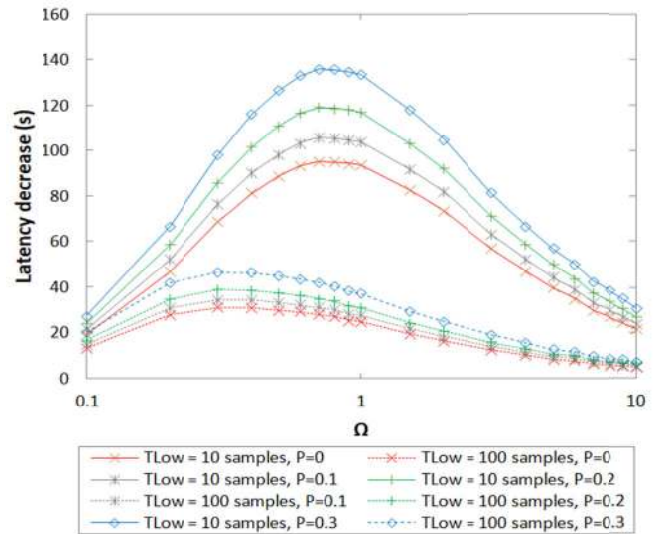 Latency decrease (s)
160
140
120
100
80
60
40
20
0
0.1
1
10
Ω
TLow = 10 samples, P=0
TLow = 100 samples, P=0
TLow = 10 samples, P=0.1
TLow = 10 samples, P=0.2
TLow = 100 samples, P=0.1
TLow = 100 samples, P=0.2
TLow = 10 samples, P=0.3
TLow = 100 samples, P=0.3